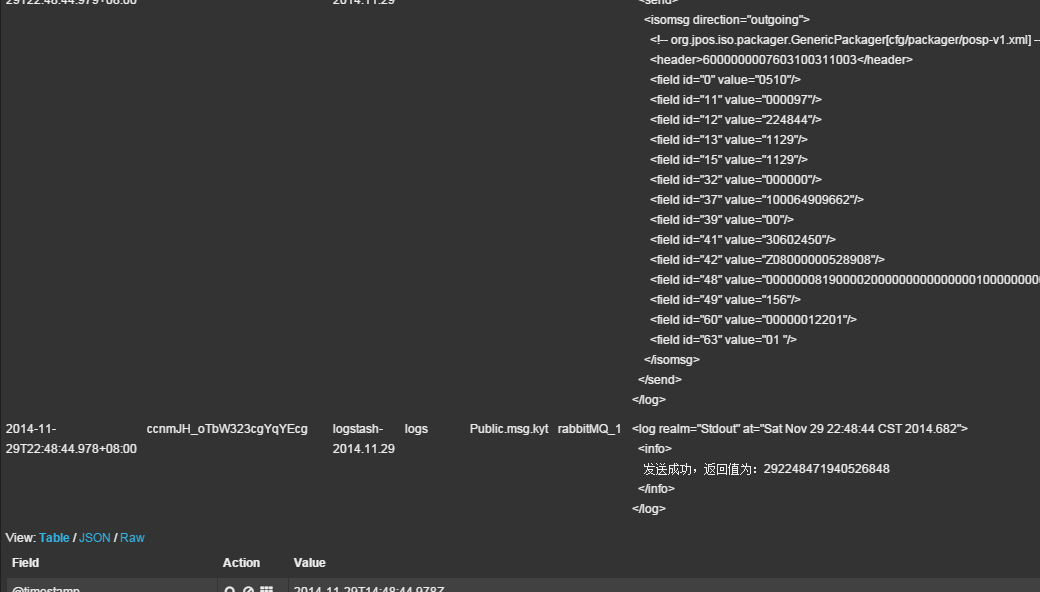 29T22:48:44.979+08:00 2014.11.29 <send>
<isomsg direction="outgoing">
<!-- org.jpos.iso.packager.GenericPackager[cfg/packager/posp-v1.xml] --
<header>6000000007603100311003</header>
<field id="0" value="0510"/>
<field id="11" value="000097"/>
<field id="12" value="224844"/>
<field id="13" value="1129"/>
<field id="15" value="1129"/>
<field id="32" value="000000"/>
<field id="37" value="100064909662"/>
<field id="39" value="00"/>
<field id="41" value="30602450"/>
<field id="42" value="Z08000000528908"/>
<field id="49" value="156"/>
<field id="60" value="00000012201"/>
<field id="63" value="01 "/>
</isomsg>
</send>
</log>
2014-11- ccnmJH_oTbW323cgYqYEcg logstash- logs Public.msg.kyt rabbitMQ_1 <log realm="Stdout" at="Sat Nov 29 22:48:44 CST 2014.682">
29T22:48:44.978+08:00 2014.11.29 <info>
发送成功，返回值为：292248471940526848
</info>
</log>
View: Table / JSON / Raw
Field Action Value
@timestamp 2014-11-29T14:48:44.978Z